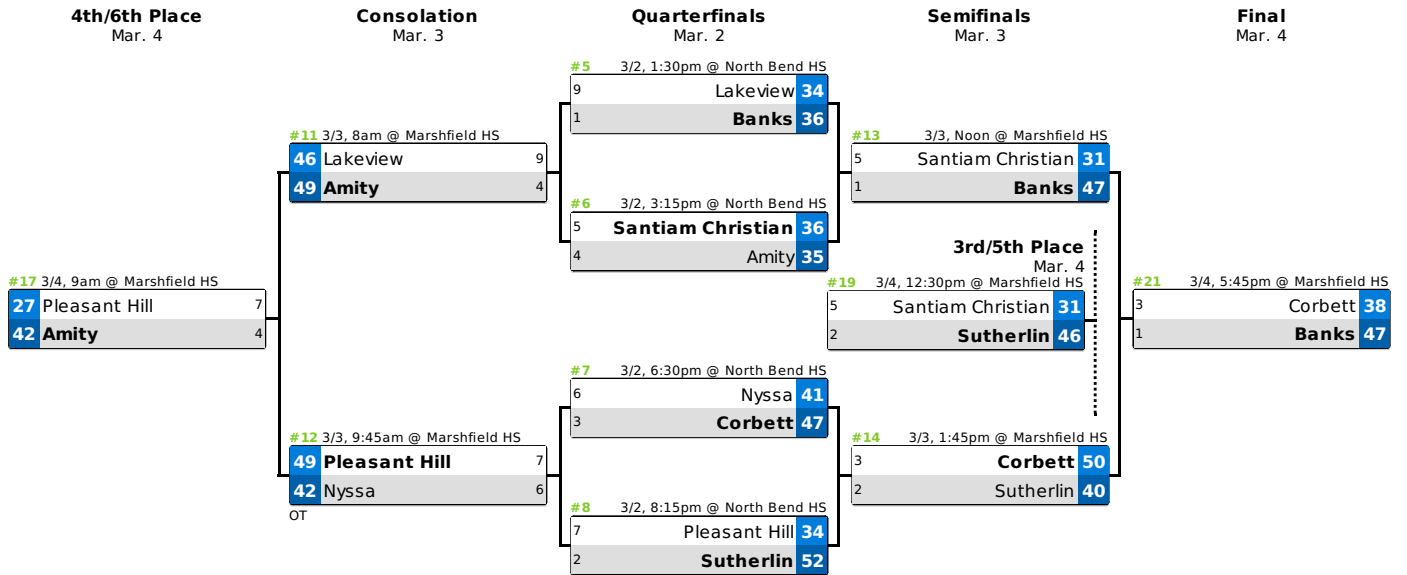 4th/6th Place
Mar. 4
Consolation
Mar. 3
Quarterfinals
Mar. 2
Semifinals
Mar. 3
Final
Mar. 4
#17 3/4, 9am @ Marshfield HS
27 Pleasant Hill 7
42 Amity 4
#11 3/3, 8am @ Marshfield HS
46 Lakeview 9
49 Amity 4
#12 3/3, 9:45am @ Marshfield HS
49 Pleasant Hill 7
42 Nyssa 6
OT
#5 3/2, 1:30pm @ North Bend HS
9 Lakeview 34
1 Banks 36
#6 3/2, 3:15pm @ North Bend HS
5 Santiam Christian 36
4 Amity 35
#7 3/2, 6:30pm @ North Bend HS
6 Nyssa 41
3 Corbett 47
#8 3/2, 8:15pm @ North Bend HS
7 Pleasant Hill 34
2 Sutherlin 52
#13 3/3, Noon @ Marshfield HS
5 Santiam Christian 31
1 Banks 47
3rd/5th Place
Mar. 4
#19 3/4, 12:30pm @ Marshfield HS
5 Santiam Christian 31
2 Sutherlin 46
#14 3/3, 1:45pm @ Marshfield HS
3 Corbett 50
2 Sutherlin 40
#21 3/4, 5:45pm @ Marshfield HS
3 Corbett 38
1 Banks 47